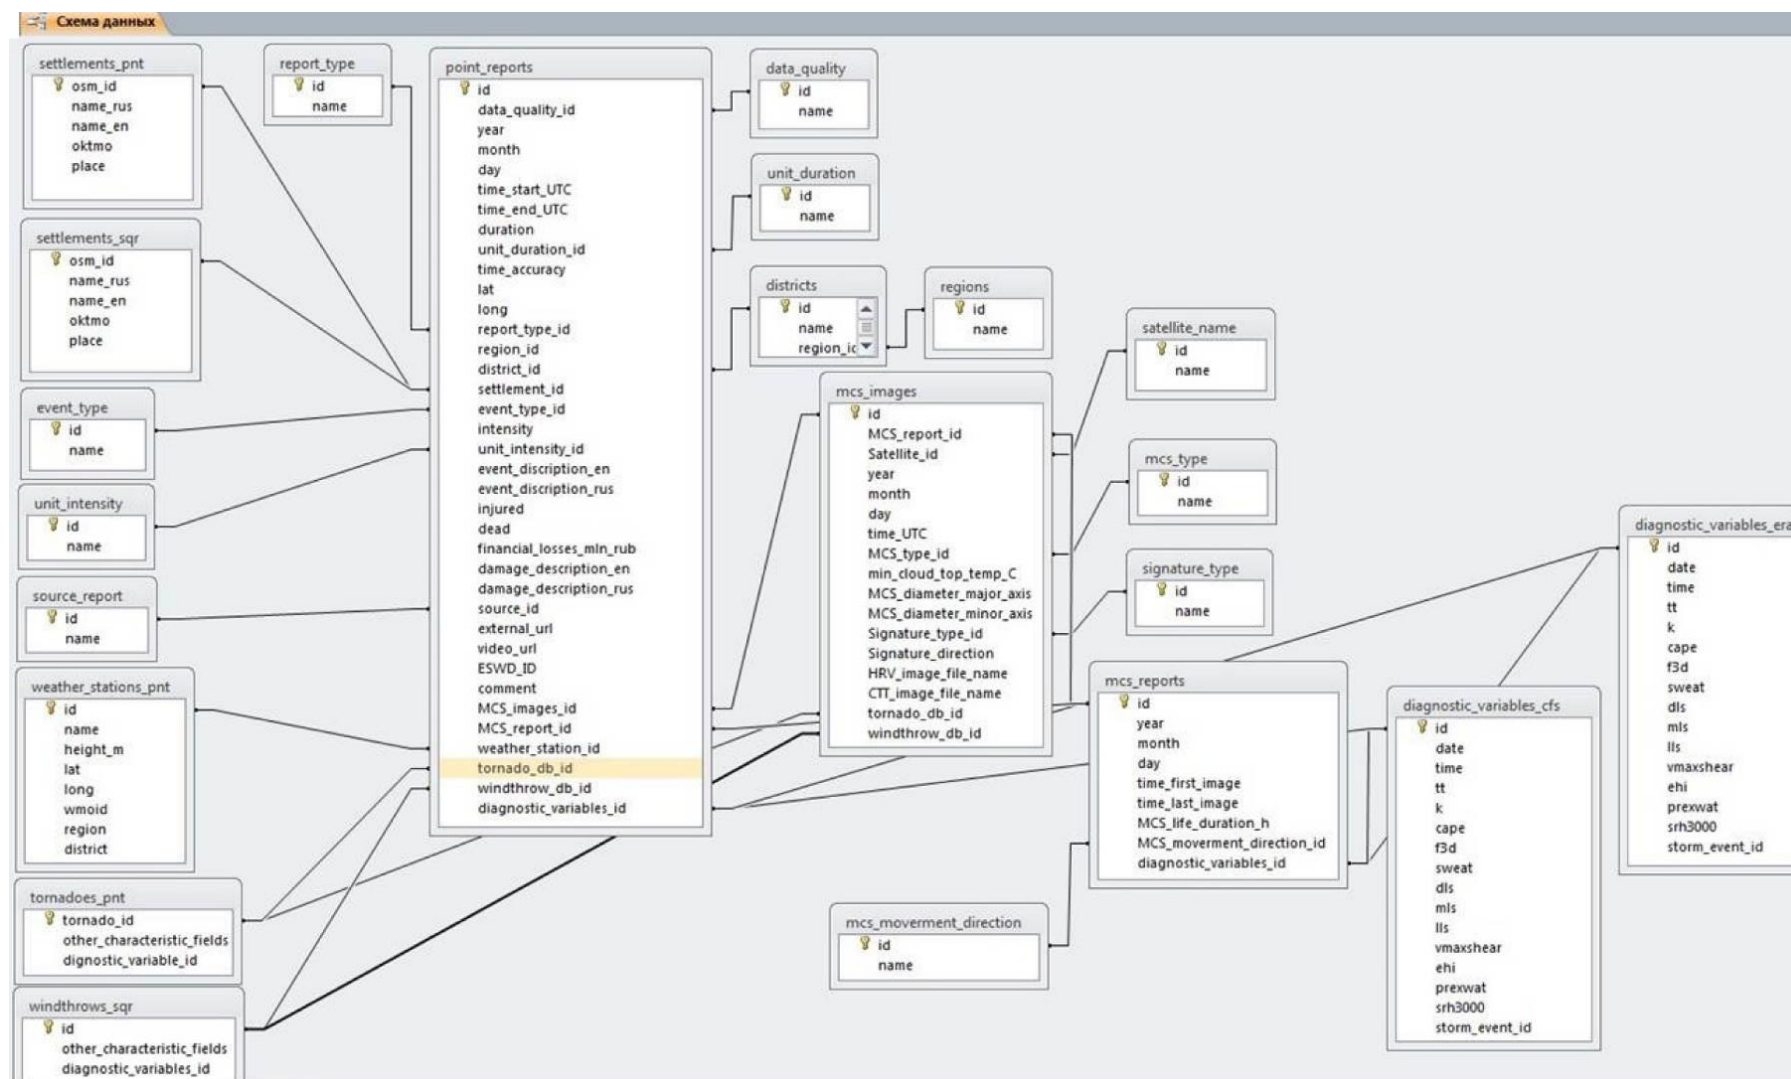 Схема данных
settlements_pnt
osm_id
name_rus
name_en
oktmo
place
settlements_sqr
osm_id
name_rus
name_en
oktmo
place
event_type
id
name
unit_intensity
id
name
source_report
id
name
weather_stations_pnt
id
name
height_m
lat
long
wmoid
region
district
tornadoes_pnt
tornado_id
other_characteristic_fields
dignostic_variable_id
windthrows_sqr
id
other_characteristic_fields
diagnostic_variables_id
report_type
id
name
point_reports
id
data_quality_id
year
month
day
time_start_UTC
time_end_UTC
duration
unit_duration_id
time_accuracy
lat
long
report_type_id
region_id
district_id
settlement_id
event_type_id
intensity
unit_intensity_id
event_discription_en
event_discription_rus
injured
dead
financial_losses_mln_rub
damage_description_en
damage_description_rus
source_id
external_url
video_url
ESWD_ID
comment
MCS_images_id
MCS_report_id
weather_station_id
tornado_db_id
windthrow_db_id
diagnostic_variables_id
data_quality
id
name
unit_duration
id
name
districts
id
name
region_ic
regions
id
name
mcs_images
id
MCS_report_id
Satellite_id
year
month
day
time_UTC
MCS_type_id
min_cloud_top_temp_C
MCS_diameter_major_axis
MCS_diameter_minor_axis
Signature_type_id
Signature_direction
HRV_image_file_name
CTT_image_file_name
tornado_db_id
windthrow_db_id
mcs_moverment_direction
id
name
satellite_name
id
name
mcs_type
id
name
signature_type
id
name
mcs_reports
id
year
month
day
time_first_image
time_last_image
MCS_life_duration_h
MCS_moverment_direction_id
diagnostic_variables_id
diagnostic_variables_cfs
id
date
time
tt
k
cape
f3d
sweat
dls
mls
lls
vmaxshear
ehi
prexwat
srh3000
storm_event_id
diagnostic_variables_era
id
date
time
tt
k
cape
f3d
sweat
dls
mls
lls
vmaxshear
ehi
prexwat
srh3000
storm_event_id